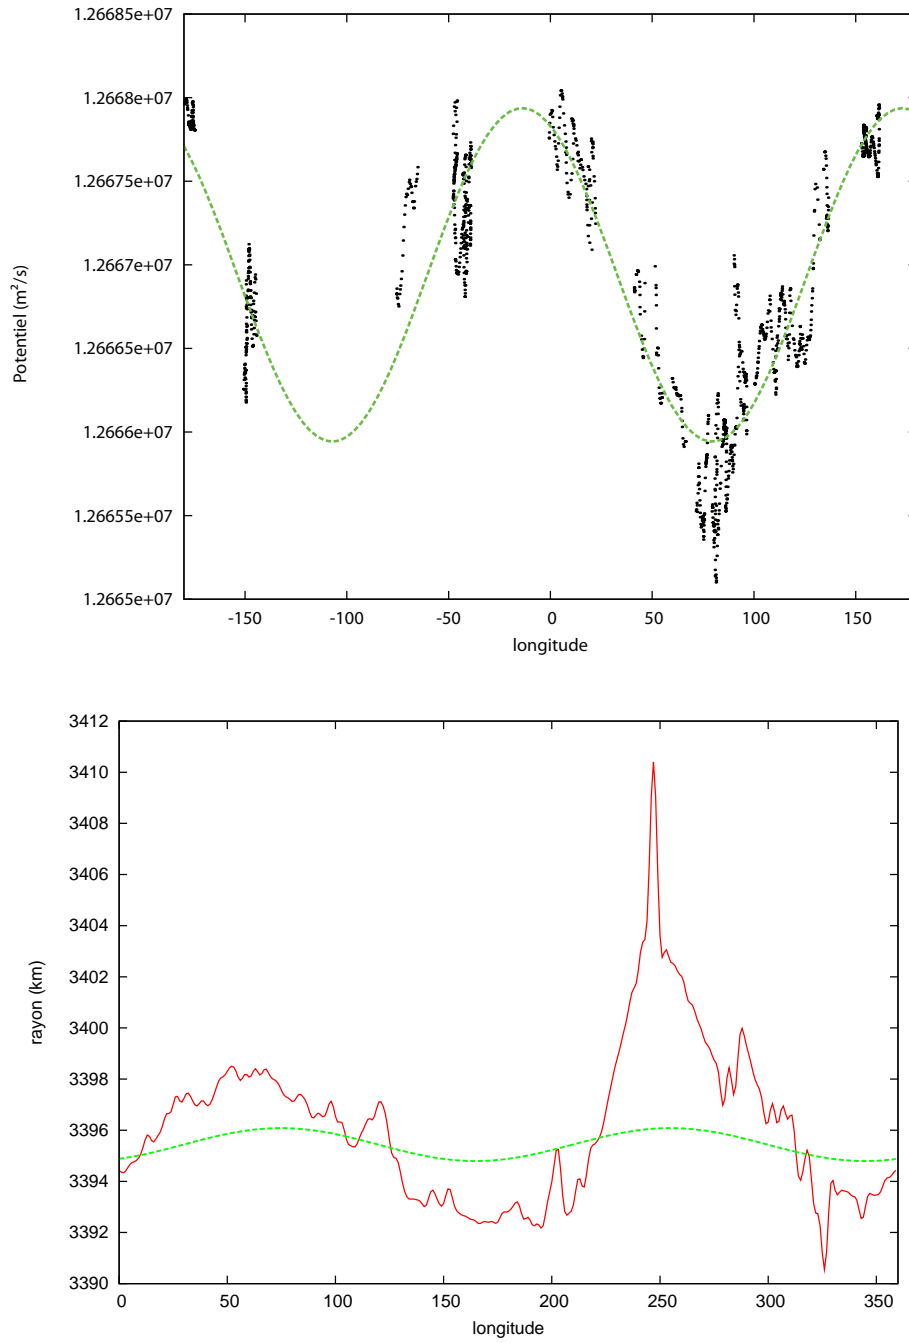 1.26685e+07
1.2668e+07
1.26675e+07
1.2667e+07
1.26665e+07
1.2666e+07
1.26655e+07
1.2665e+07
Potentiel (m²/s)
-150 -100 -50 0 50 100 150
longitude
3412
3410
3408
3406
3404
3402
3400
3398
3396
3394
3392
3390
rayon (km)
0 50 100 150 200 250 300 350
longitude